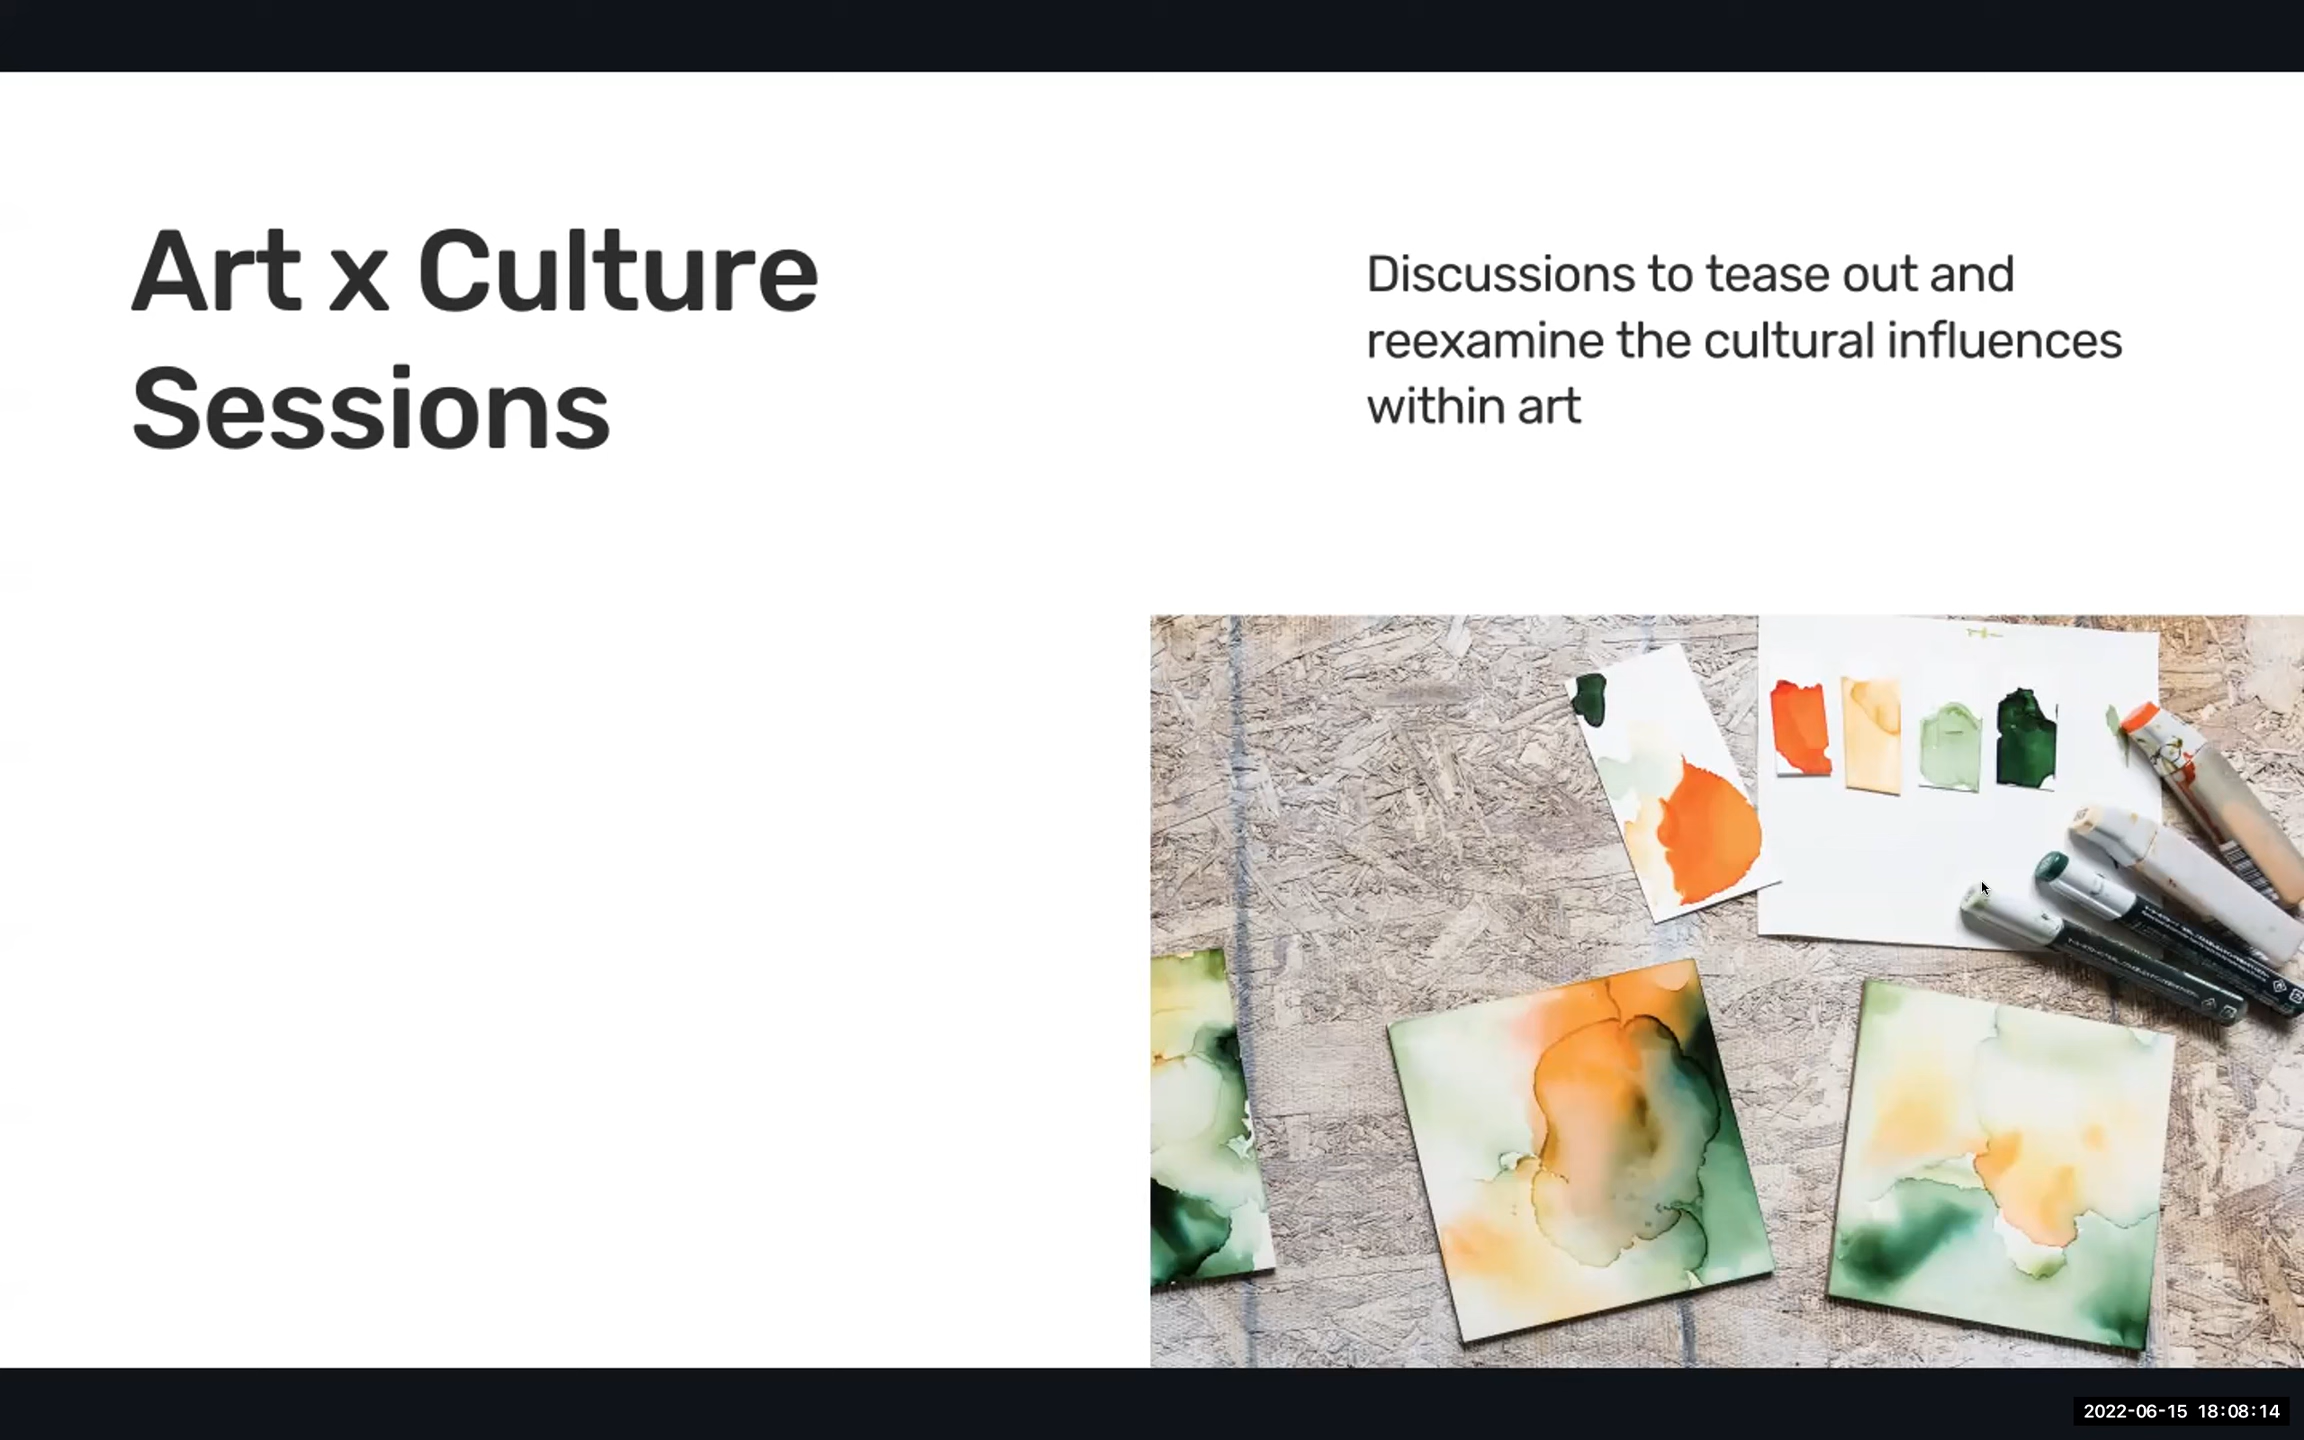 Art x Culture
Sessions
Discussions to tease out and
reexamine the cultural influences
within art
2022-06-15 18:08:14